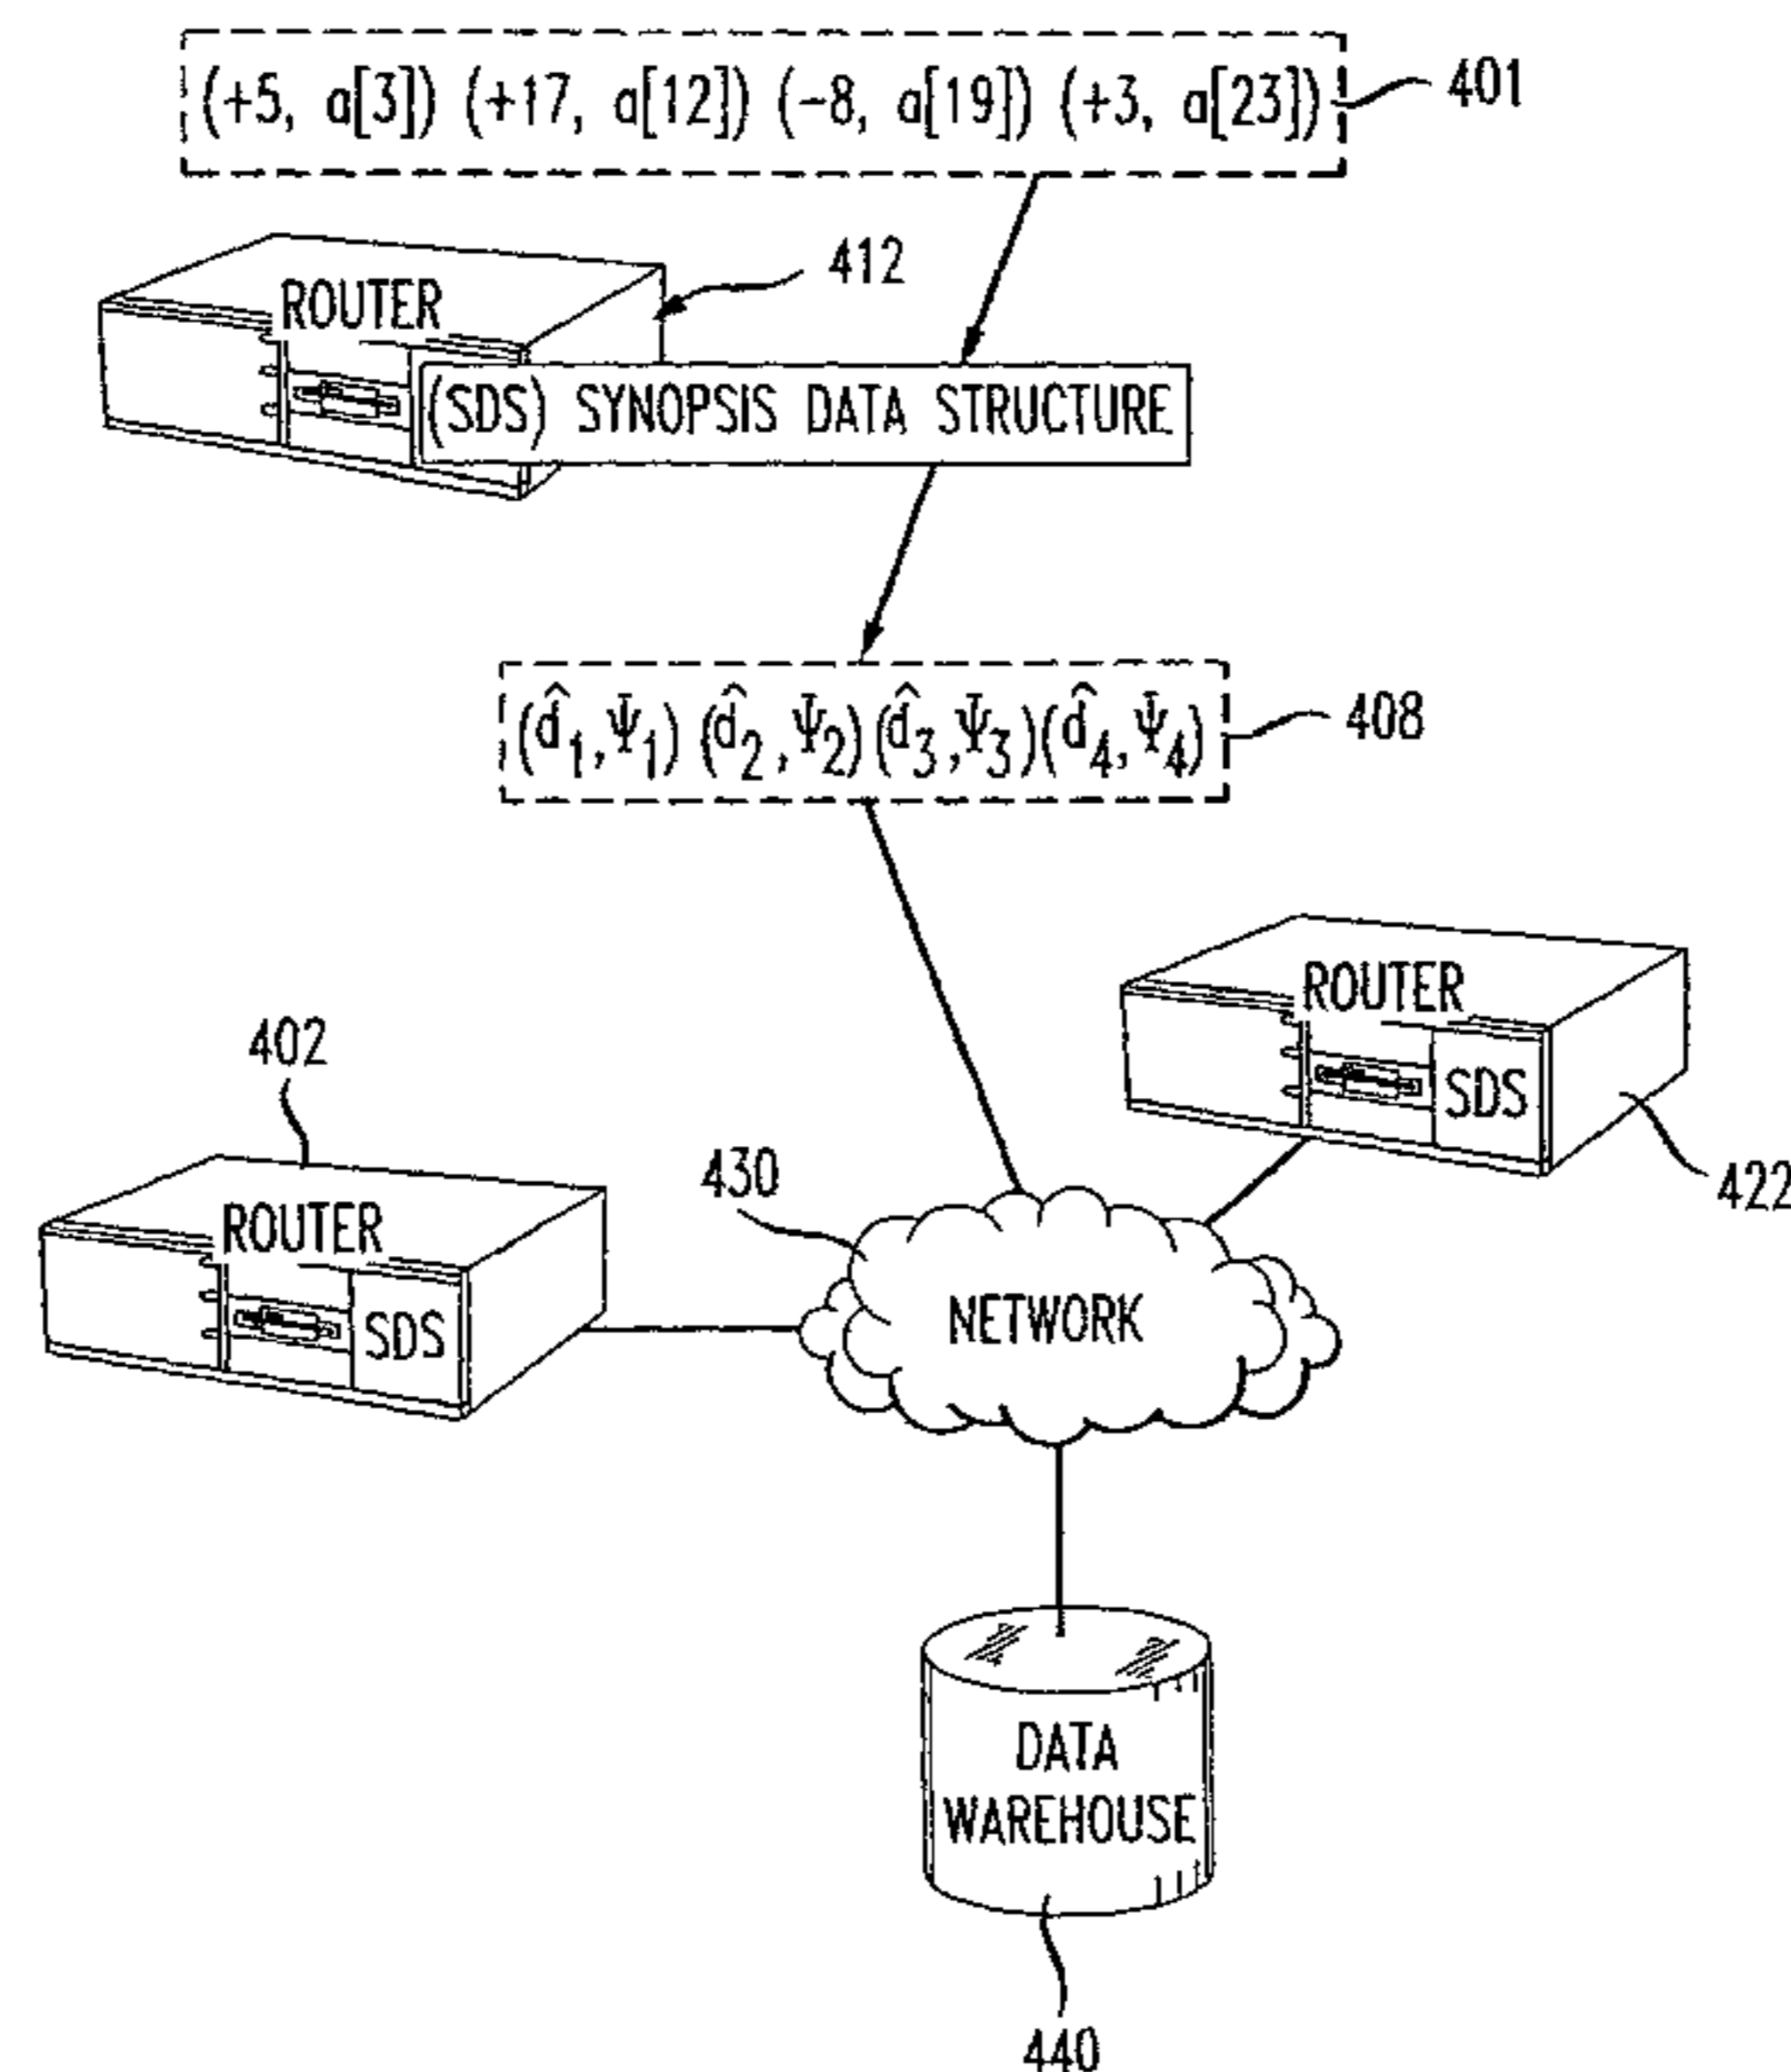 (+5, a[3]) (+17, a[12]) (-8, a[19]) (+3, a[23])
401
412
ROUTER
(SDS) SYNOPSIS DATA STRUCTURE
(d̂₁,Ψ₁) (d̂₂,Ψ₂) (d̂₃,Ψ₃) (d̂₄,Ψ₄)
408
ROUTER
SDS
422
402
ROUTER
SDS
430
NETWORK
DATA
WAREHOUSE
440